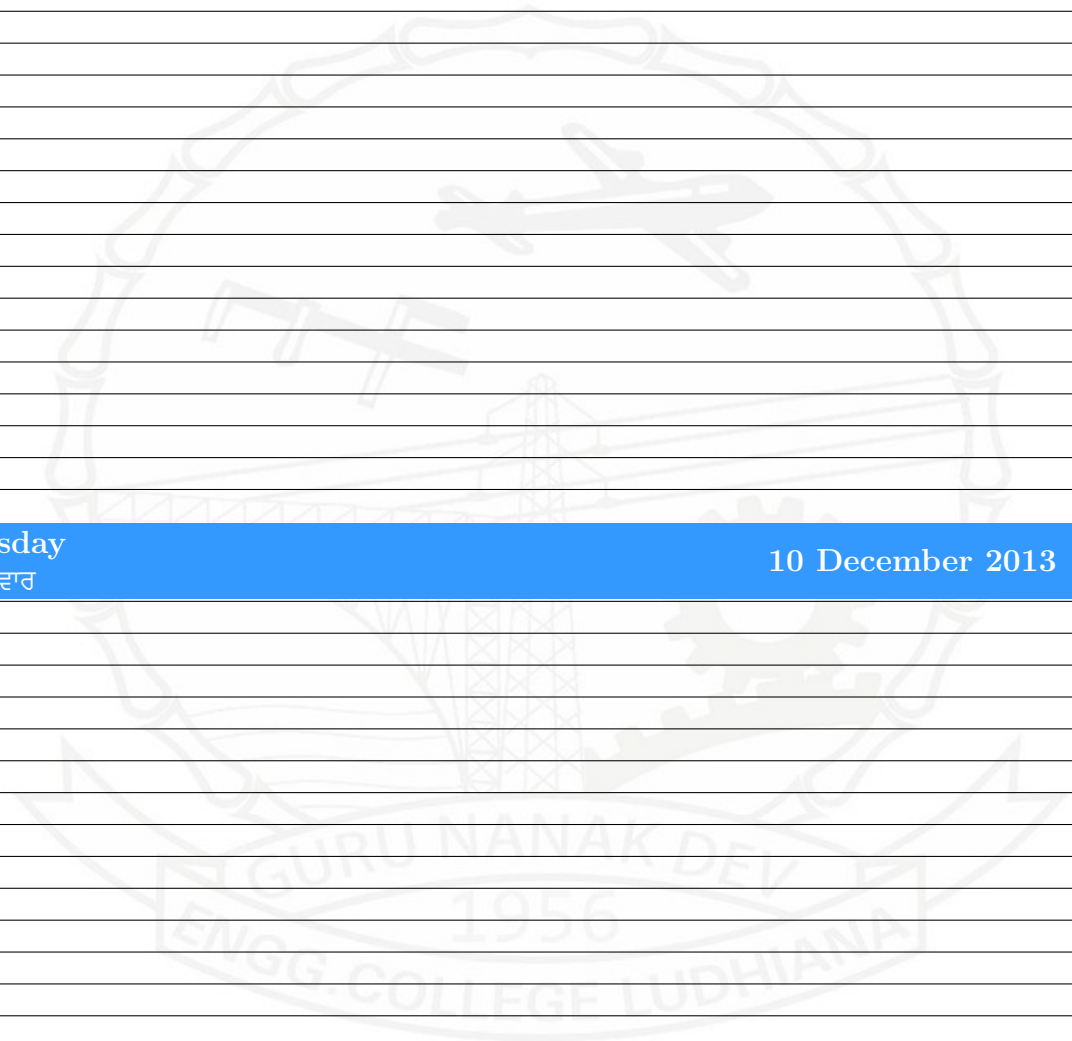 sday
ਵਾਰ
10 December 2013
GURU NANAK DEV
1956
ENGG. COLLEGE LUDHIANA